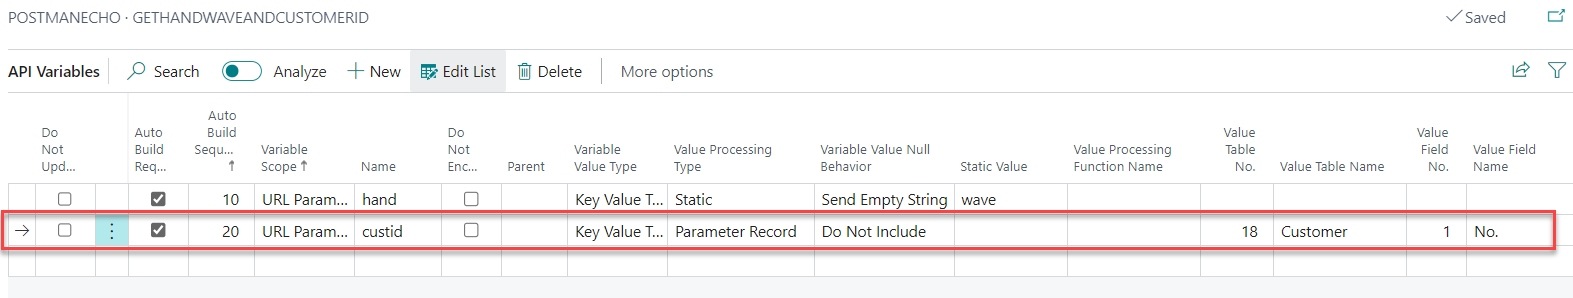 POSTMANECHO · GETHANDWAVEANDCUSTOMERID
Saved
API Variables
Search
Analyze
New
Edit List
Delete
More options
Do Not Upd...
Auto Build Req...
Auto Build Sequ... ↑
Variable Scope ↑
Name
Do Not Enc...
Parent
Variable Value Type
Value Processing Type
Variable Value Null Behavior
Static Value
Value Processing Function Name
Value Table No.
Value Table Name
Value Field No.
Value Field Name
10 URL Param... hand Key Value T... Static Send Empty String wave
20 URL Param... custid Key Value T... Parameter Record Do Not Include 18 Customer 1 No.